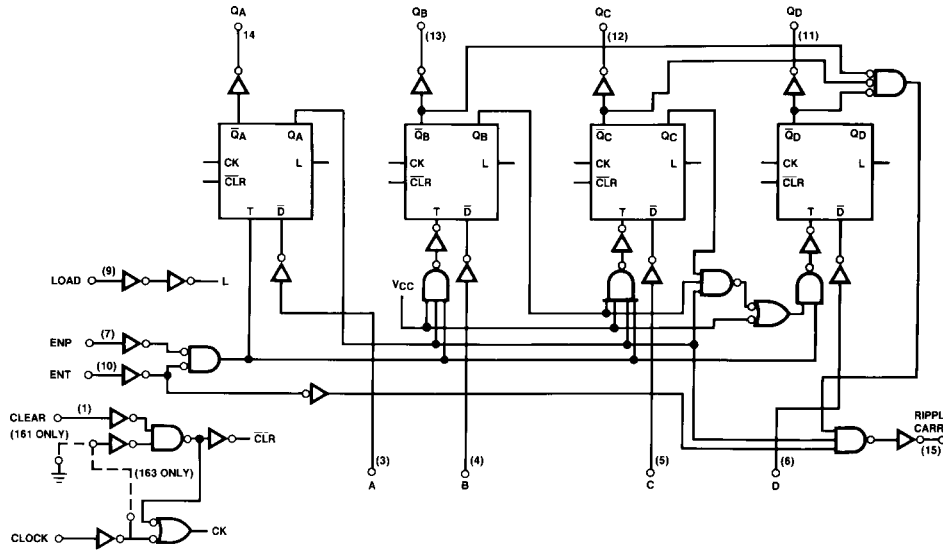 QA QB QC QD
14 (13) (12) (11)
Q̅A QA Q̅B QB Q̅C QC Q̅D QD
CK L CK L CK L CK L
C̅L̅R̅ C̅L̅R̅ C̅L̅R̅ C̅L̅R̅
T D̅ T D̅ T D̅ T D̅
LOAD (9) L
VCC
ENP (7)
ENT (10)
CLEAR (1)
(161 ONLY) C̅L̅R̅
(163 ONLY)
CLOCK CK
(3) (4) (5) (6)
A B C D
RIPPL
CARR
(15)